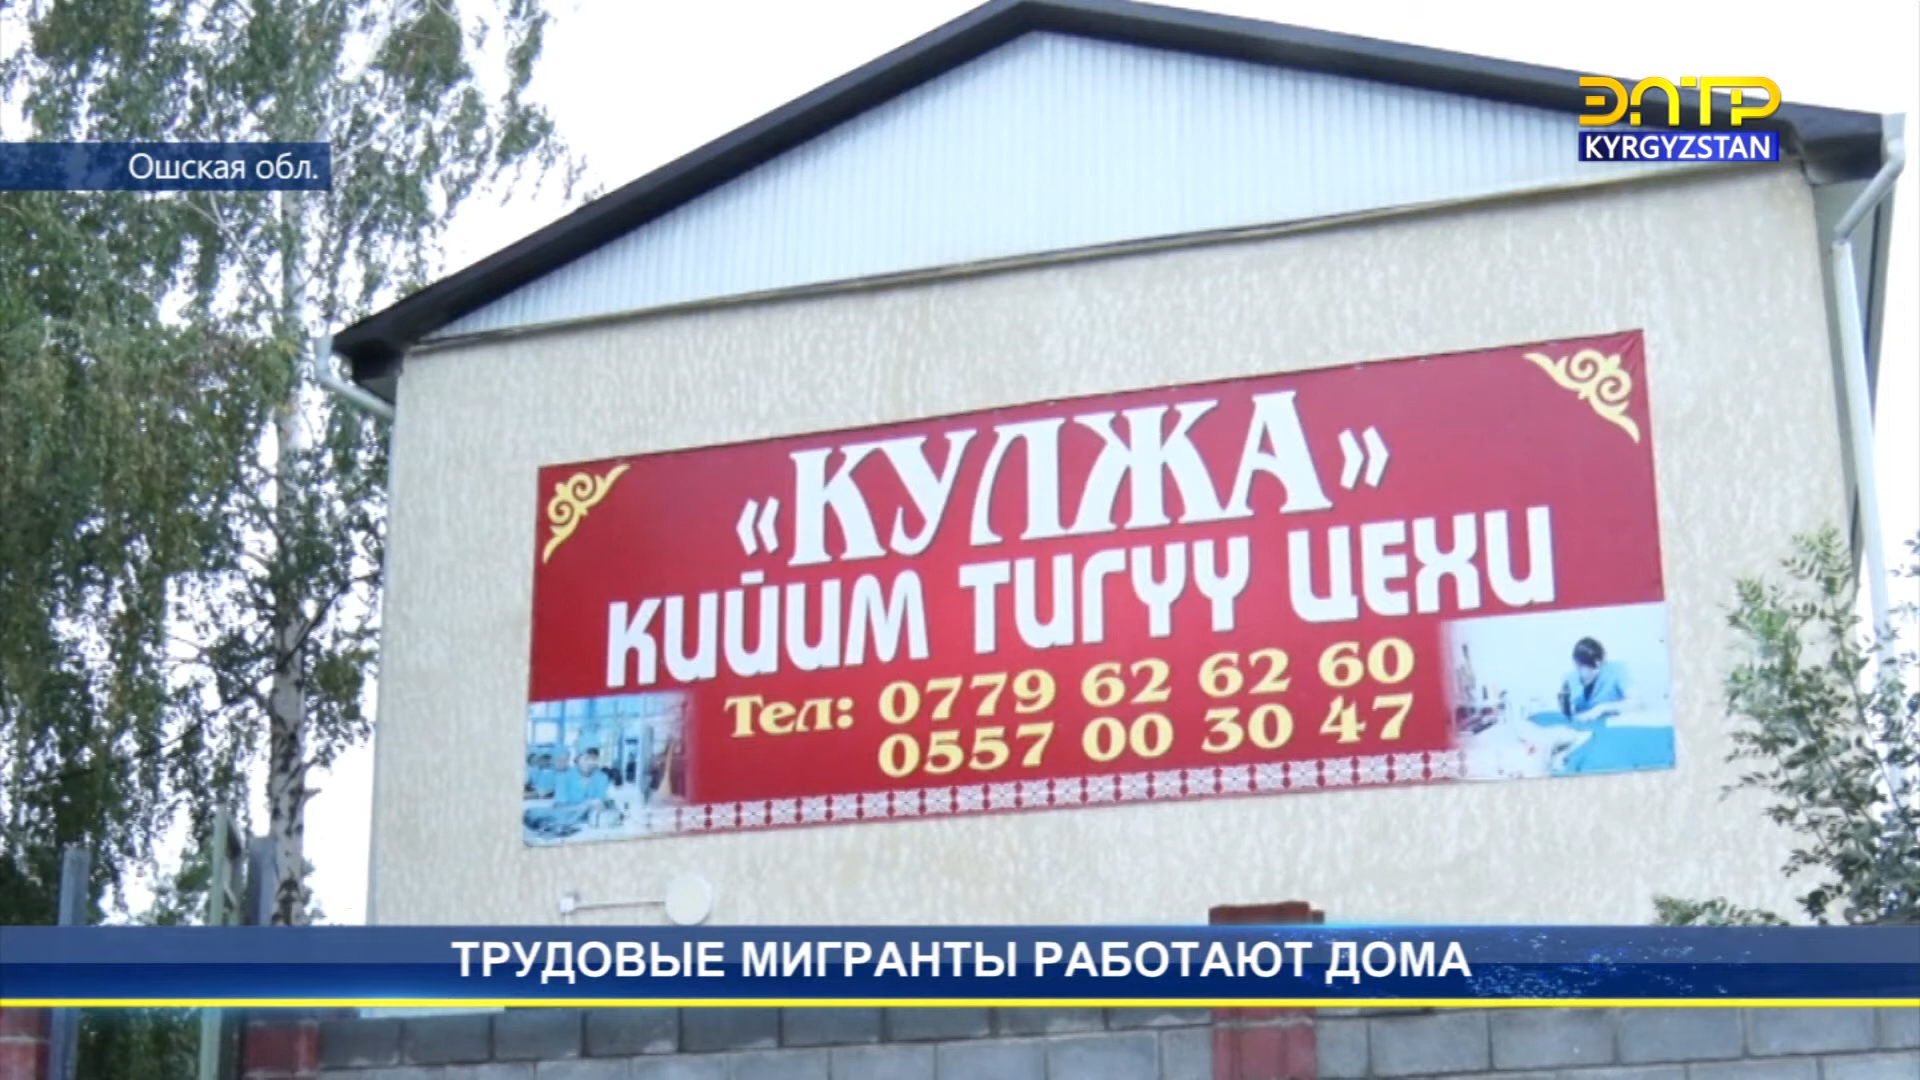 ЭЛТР
KYRGYZSTAN
Ошская обл.
«КУЛЖА»
КИЙИМ ТИГҮҮ ЦЕХИ
Тел: 0779 62 62 60
0557 00 30 47
ТРУДОВЫЕ МИГРАНТЫ РАБОТАЮТ ДОМА